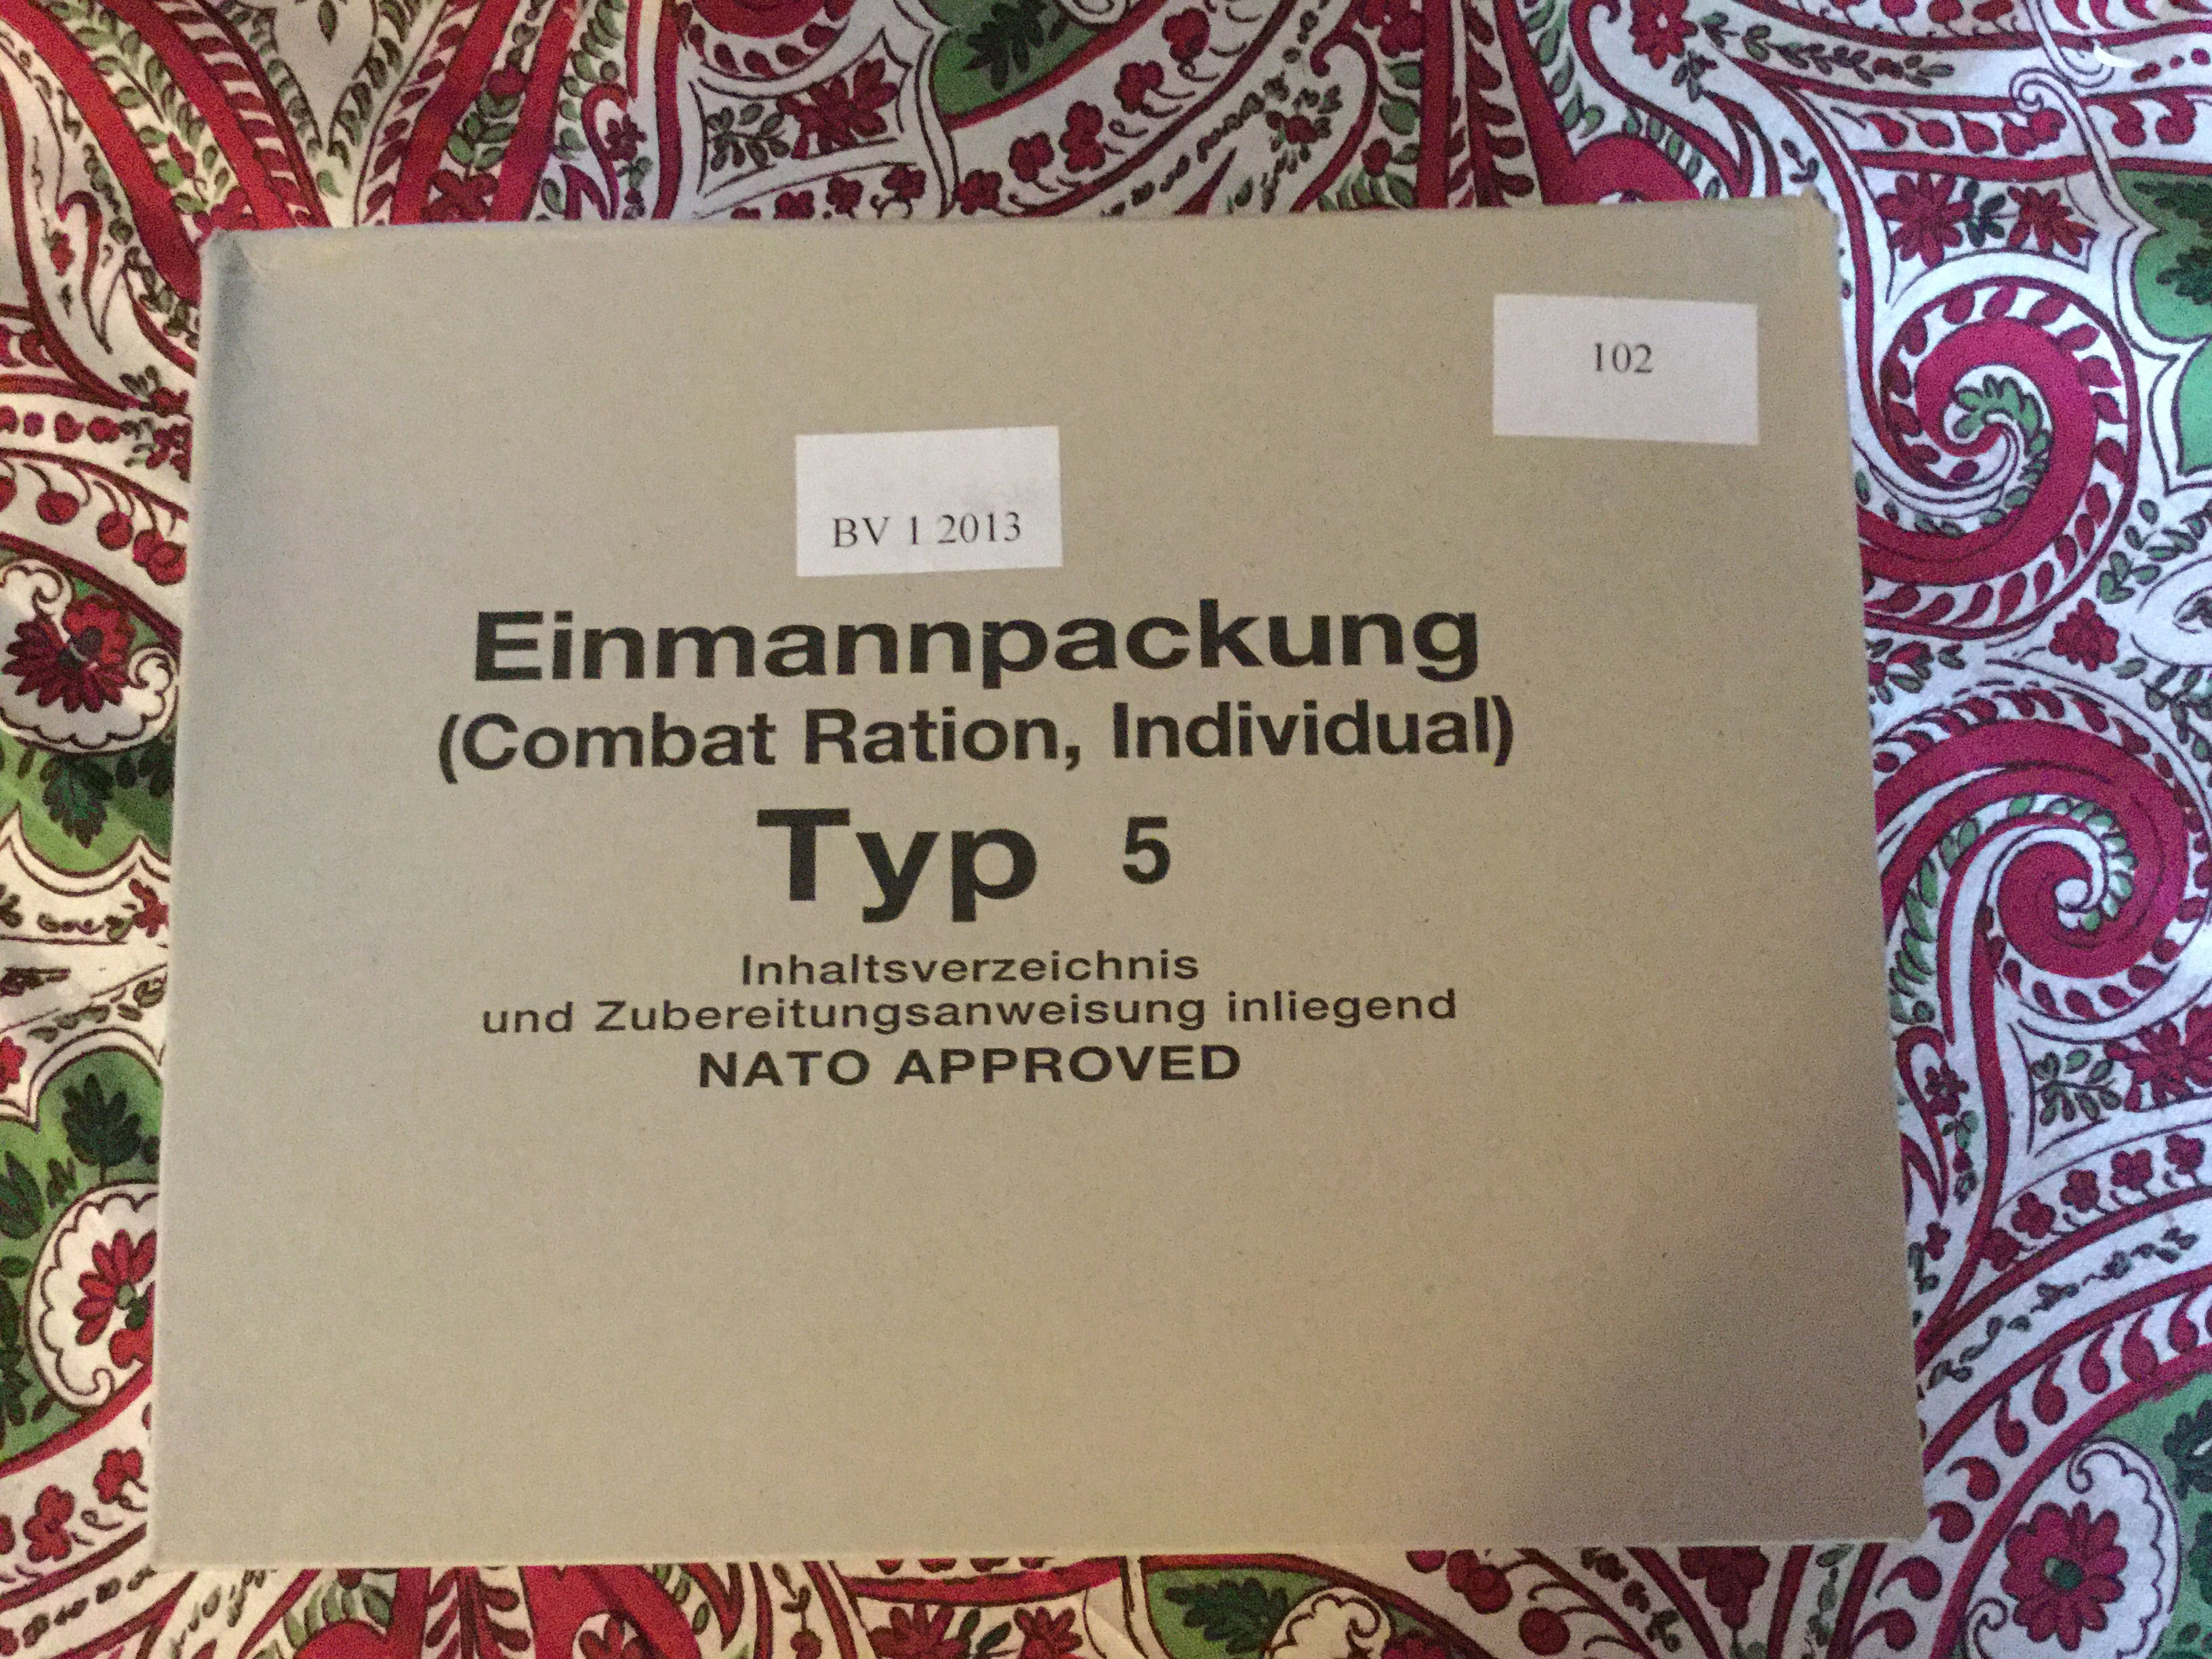 102
BV 1 2013
Einmannpackung
(Combat Ration, Individual)
Typ 5
Inhaltsverzeichnis
und Zubereitungsanweisung inliegend
NATO APPROVED